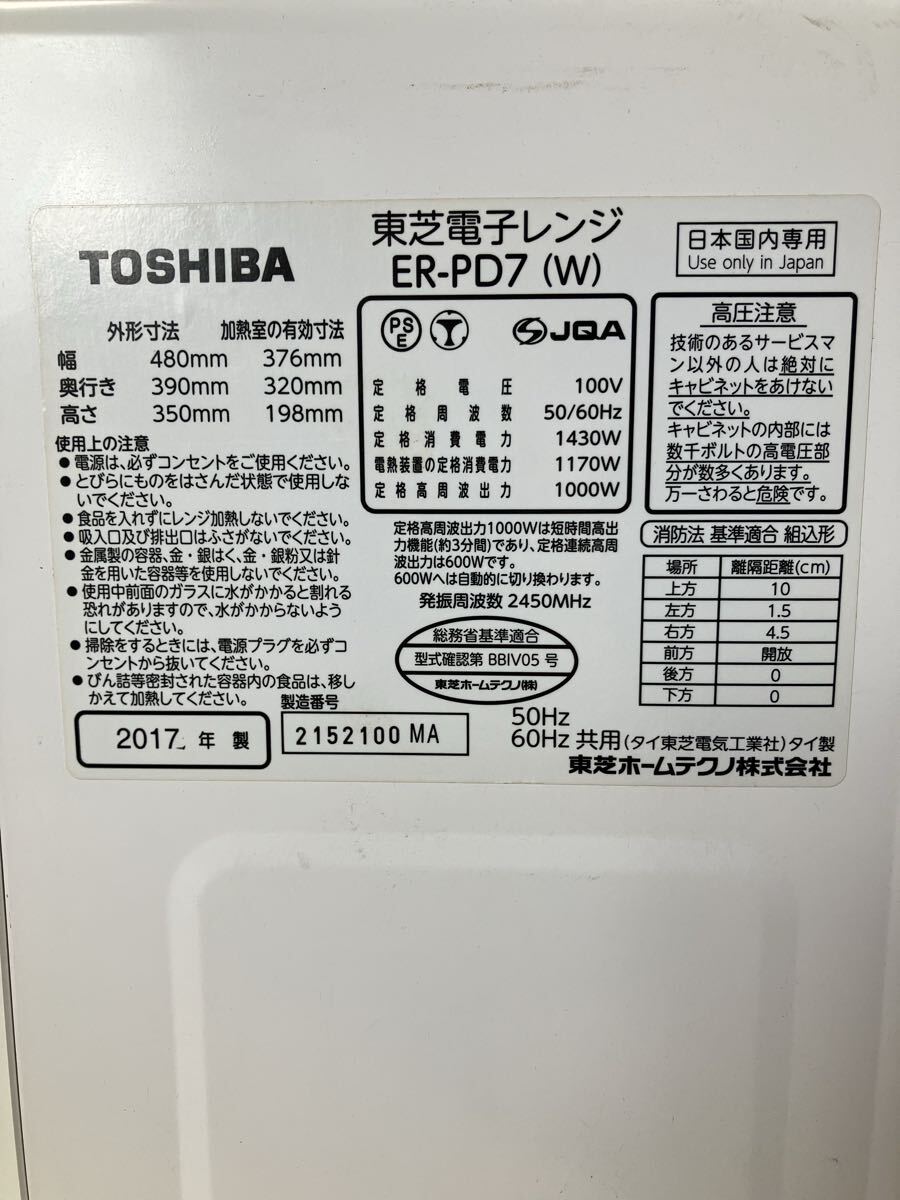 TOSHIBA
東芝電子レンジ
ER-PD7 (W)
日本国内専用
Use only in Japan
外形寸法 加熱室の有効寸法
幅 480mm 376mm
奥行き 390mm 320mm
高さ 350mm 198mm
使用上の注意
●電源は、必ずコンセントをご使用ください。
●とびらにものをはさんだ状態で使用しな
いでください。
●食品を入れずにレンジ加熱しないでください。
●吸入口及び排出口はふさがないでください。
●金属製の容器、金・銀はく、金・銀粉又は針
金を用いた容器等を使用しないでください。
●使用中前面のガラスに水がかかると割れる
恐れがありますので、水がかからないよう
にしてください。
●掃除をするときには、電源プラグを必ずコ
ンセントから抜いてください。
●びん詰等密封された容器内の食品は、移し
かえて加熱してください。
2017 年 製
製造番号
2152100 MA
PS
E
JQA
定格電圧 100V
定格周波数 50/60Hz
定格消費電力 1430W
電熱装置の定格消費電力 1170W
定格高周波出力 1000W
定格高周波出力1000Wは短時間高出
力機能(約3分間)であり、定格連続高周
波出力は600Wです。
600Wへは自動的に切り換わります。
発振周波数 2450MHz
総務省基準適合
型式確認第 BBIV05 号
東芝ホームテクノ(株)
高圧注意
技術のあるサービスマ
ン以外の人は絶対に
キャビネットをあけない
でください。
キャビネットの内部には
数千ボルトの高電圧部
分が数多くあります。
万一さわると危険です。
消防法 基準適合 組込形
場所 離隔距離(cm)
上方 10
左方 1.5
右方 4.5
前方 開放
後方 0
下方 0
50Hz
60Hz 共用 (タイ東芝電気工業社) タイ製
東芝ホームテクノ株式会社